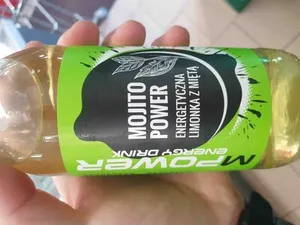 MOJITO
POWER
ENERGETYCZNA
LIMONKA Z MIĘTĄ
MPOWER
ENERGY DRINK